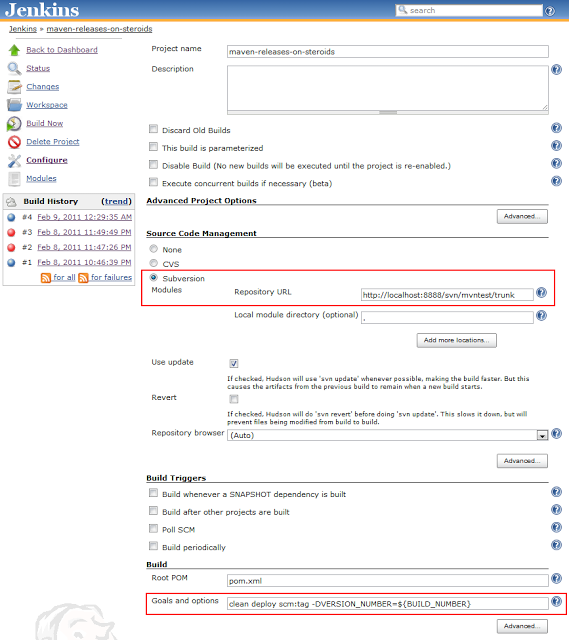 Jenkins
search
Jenkins » maven-releases-on-steroids
Back to Dashboard
Status
Changes
Workspace
Build Now
Delete Project
Configure
Modules
Build History (trend)
#4 Feb 9, 2011 12:29:35 AM
#3 Feb 8, 2011 11:49:49 PM
#2 Feb 8, 2011 11:47:26 PM
#1 Feb 8, 2011 10:46:39 PM
for all for failures
Project name maven-releases-on-steroids
Description
Discard Old Builds
This build is parameterized
Disable Build (No new builds will be executed until the project is re-enabled.)
Execute concurrent builds if necessary (beta)
Advanced Project Options
Advanced...
Source Code Management
None
CVS
Subversion
Modules Repository URL http://localhost:8888/svn/mvntest/trunk
Local module directory (optional) .
Add more locations...
Use update
If checked, Hudson will use 'svn update' whenever possible, making the build faster. But this
causes the artifacts from the previous build to remain when a new build starts.
Revert
If checked, Hudson will do 'svn revert' before doing 'svn update'. This slows it down, but will
prevent files being modified from build to build.
Repository browser (Auto)
Advanced...
Build Triggers
Build whenever a SNAPSHOT dependency is built
Build after other projects are built
Poll SCM
Build periodically
Build
Root POM pom.xml
Goals and options clean deploy scm:tag -DVERSION_NUMBER=${BUILD_NUMBER}
Advanced...